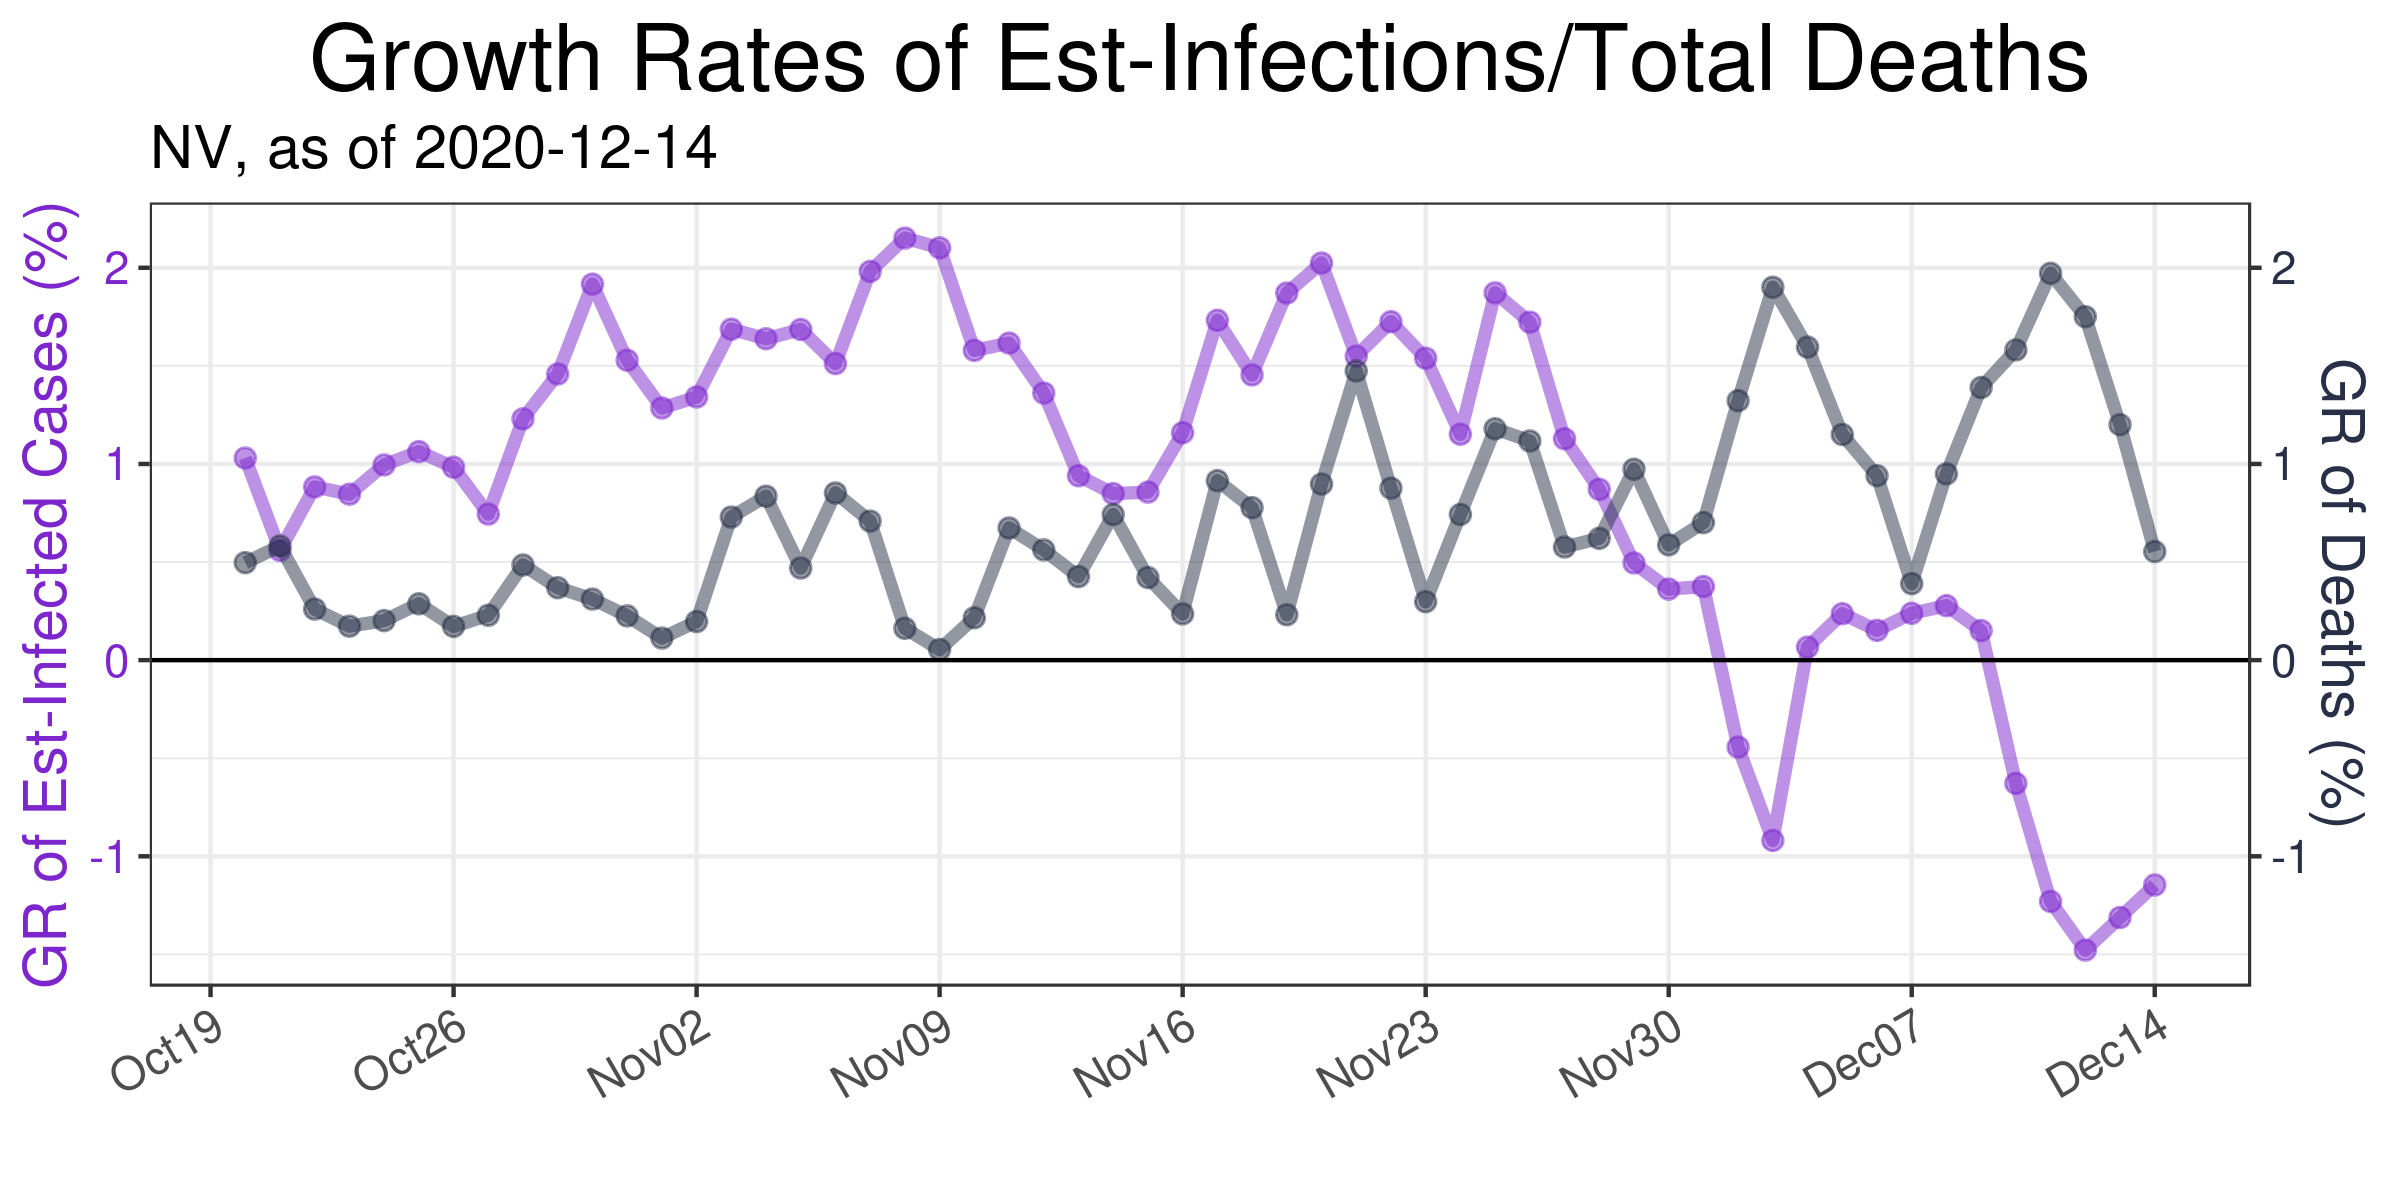 Growth Rates of Est-Infections/Total Deaths
NV, as of 2020-12-14
GR of Est-Infected Cases (%)
2
1
0
-1
2
1
0
-1
GR of Deaths (%)
Oct19
Oct26
Nov02
Nov09
Nov16
Nov23
Nov30
Dec07
Dec14